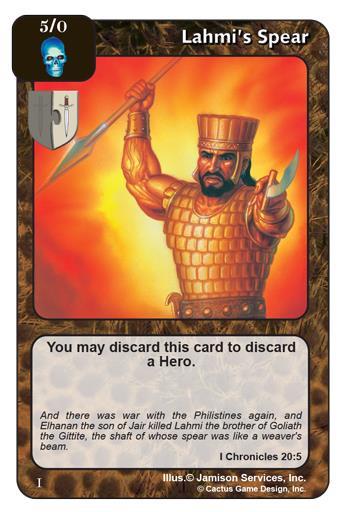 5/0
Lahmi's Spear
You may discard this card to discard
a Hero.
And there was war with the Philistines again, and
Elhanan the son of Jair killed Lahmi the brother of Goliath
the Gittite, the shaft of whose spear was like a weaver's
beam.
I Chronicles 20:5
I
Illus.© Jamison Services, Inc.
© Cactus Game Design, Inc.